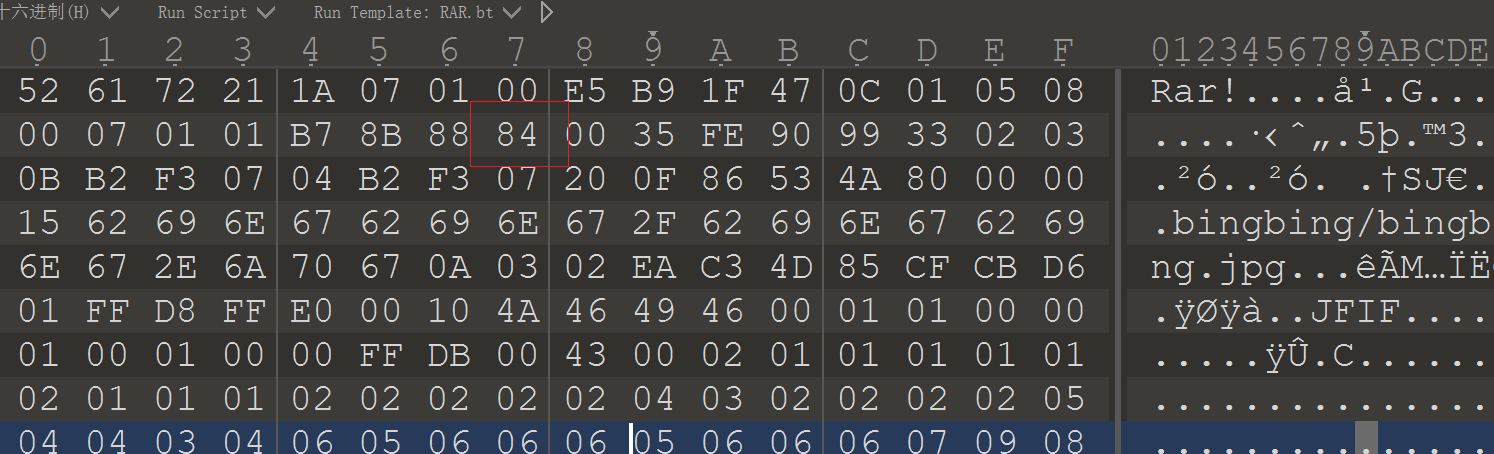 十六进制(H) Run Script Run Template: RAR.bt
0 1 2 3 4 5 6 7 8 9 A B C D E F 0123456789ABCDE
52 61 72 21 1A 07 01 00 E5 B9 1F 47 0C 01 05 08 Rar!....å¹.G...
00 07 01 01 B7 8B 88 84 00 35 FE 90 99 33 02 03 ....·‹ˆ„.5þ.™3.
0B B2 F3 07 04 B2 F3 07 20 0F 86 53 4A 80 00 00 .²ó..²ó. .†SJ€.
15 62 69 6E 67 62 69 6E 67 2F 62 69 6E 67 62 69 .bingbing/bingb
6E 67 2E 6A 70 67 0A 03 02 EA C3 4D 85 CF CB D6 ng.jpg...êÃM…ÏË
01 FF D8 FF E0 00 10 4A 46 49 46 00 01 01 00 00 .ÿØÿà..JFIF....
01 00 01 00 00 FF DB 00 43 00 02 01 01 01 01 01 .....ÿÛ.C......
02 01 01 01 02 02 02 02 02 04 03 02 02 02 02 05 ...............
04 04 03 04 06 05 06 06 06 05 06 06 06 07 09 08 ...............